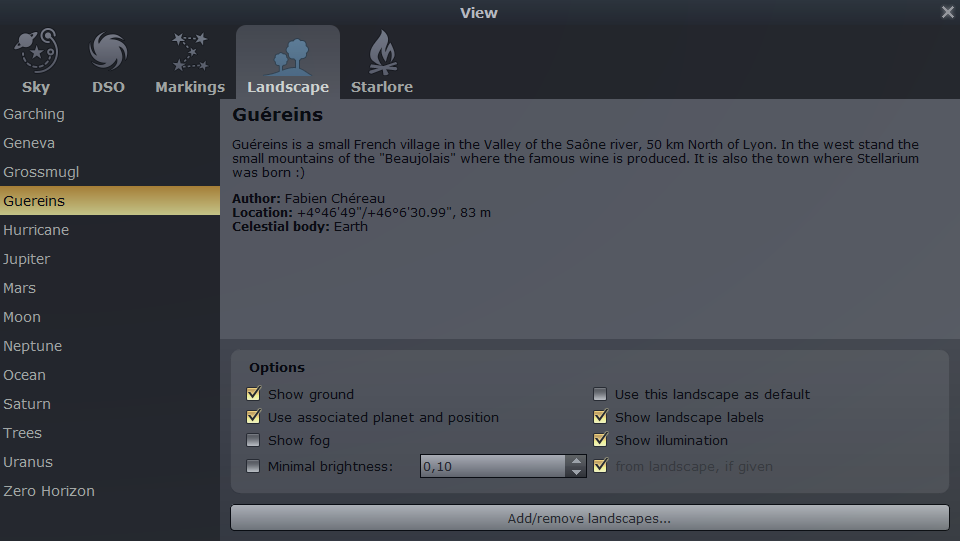 View
Sky
DSO
Markings
Landscape
Starlore
Garching
Geneva
Grossmugl
Guereins
Hurricane
Jupiter
Mars
Moon
Neptune
Ocean
Saturn
Trees
Uranus
Zero Horizon
Guéreins
Guéreins is a small French village in the Valley of the Saône river, 50 km North of Lyon. In the west stand the
small mountains of the "Beaujolais" where the famous wine is produced. It is also the town where Stellarium
was born :)
Author: Fabien Chéreau
Location: +4°46'49"/+46°6'30.99", 83 m
Celestial body: Earth
Options
Show ground
Use this landscape as default
Use associated planet and position
Show landscape labels
Show fog
Show illumination
Minimal brightness: 0,10
from landscape, if given
Add/remove landscapes...